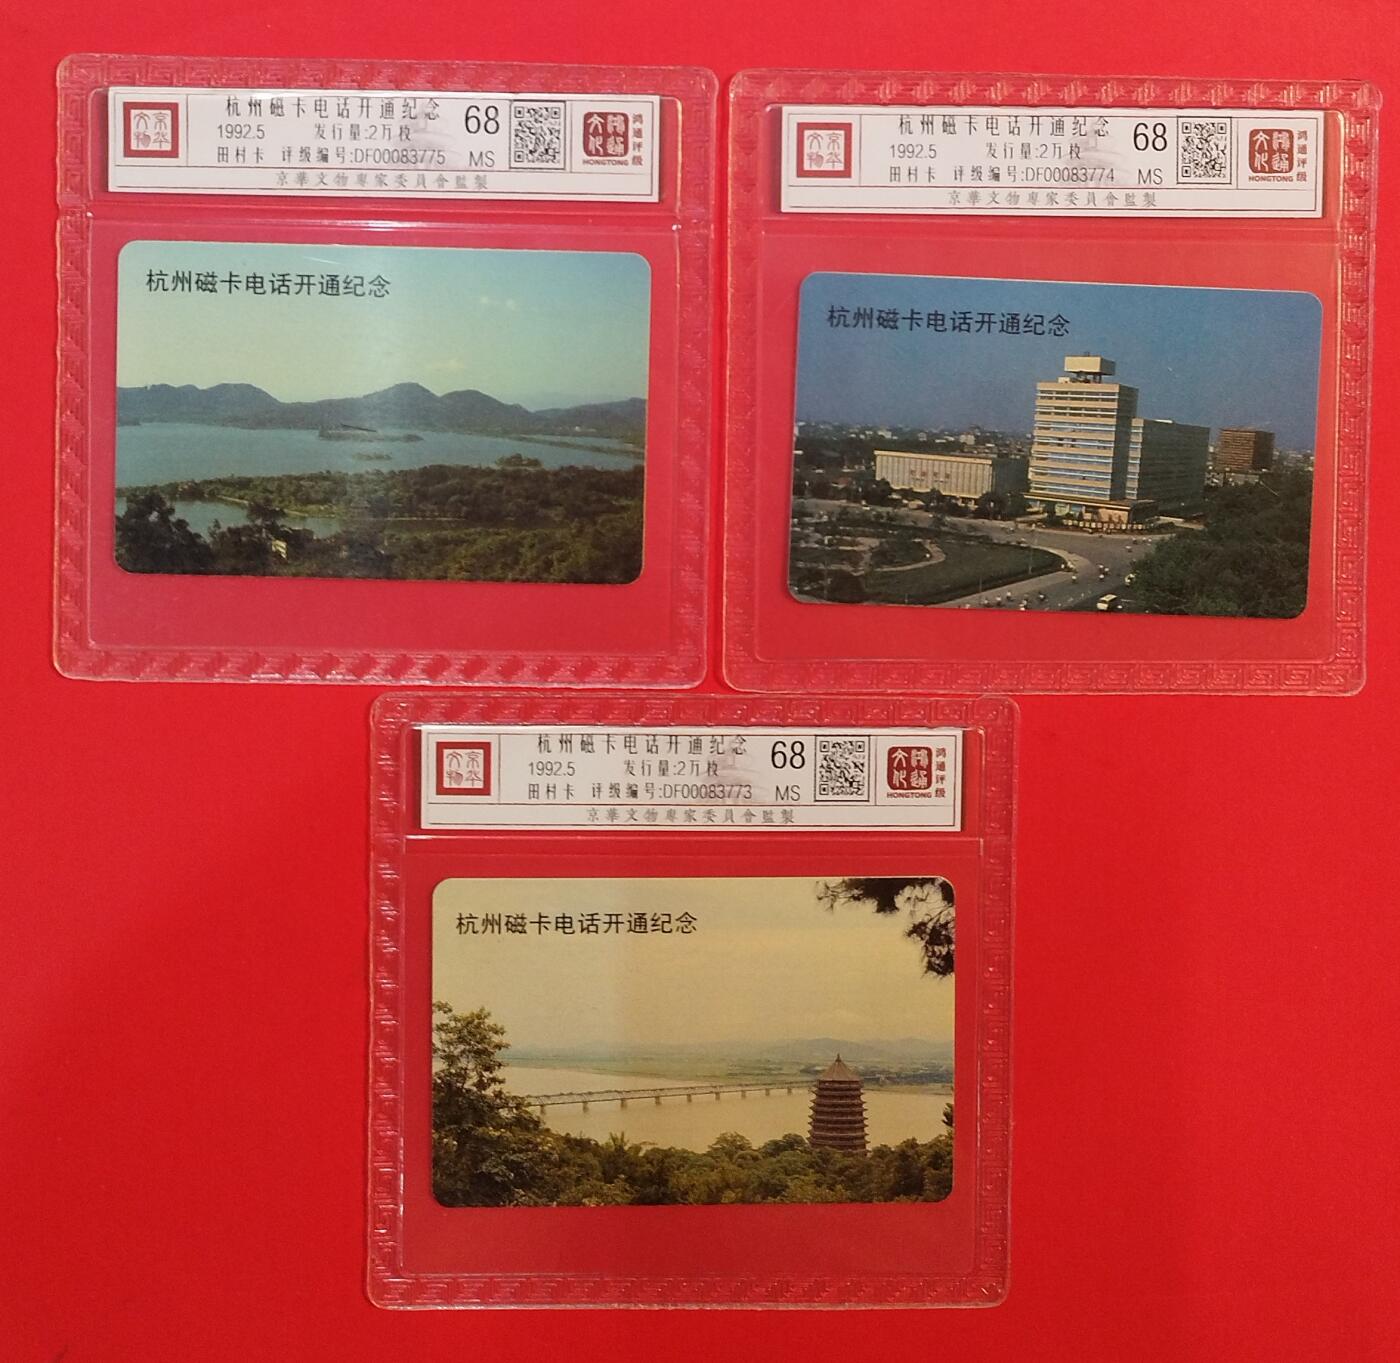 京华文物
杭州磁卡电话开通纪念
1992.5 发行量:2万枚
田村卡 评级编号:DF00083775
68
MS
鸿通文化
HONGTONG
鸿通评级
京華文物專家委員會監製
杭州磁卡电话开通纪念
京华文物
杭州磁卡电话开通纪念
1992.5 发行量:2万枚
田村卡 评级编号:DF00083774
68
MS
鸿通文化
HONGTONG
鸿通评级
京華文物專家委員會監製
杭州磁卡电话开通纪念
京华文物
杭州磁卡电话开通纪念
1992.5 发行量:2万枚
田村卡 评级编号:DF00083773
68
MS
鸿通文化
HONGTONG
鸿通评级
京華文物專家委員會監製
杭州磁卡电话开通纪念